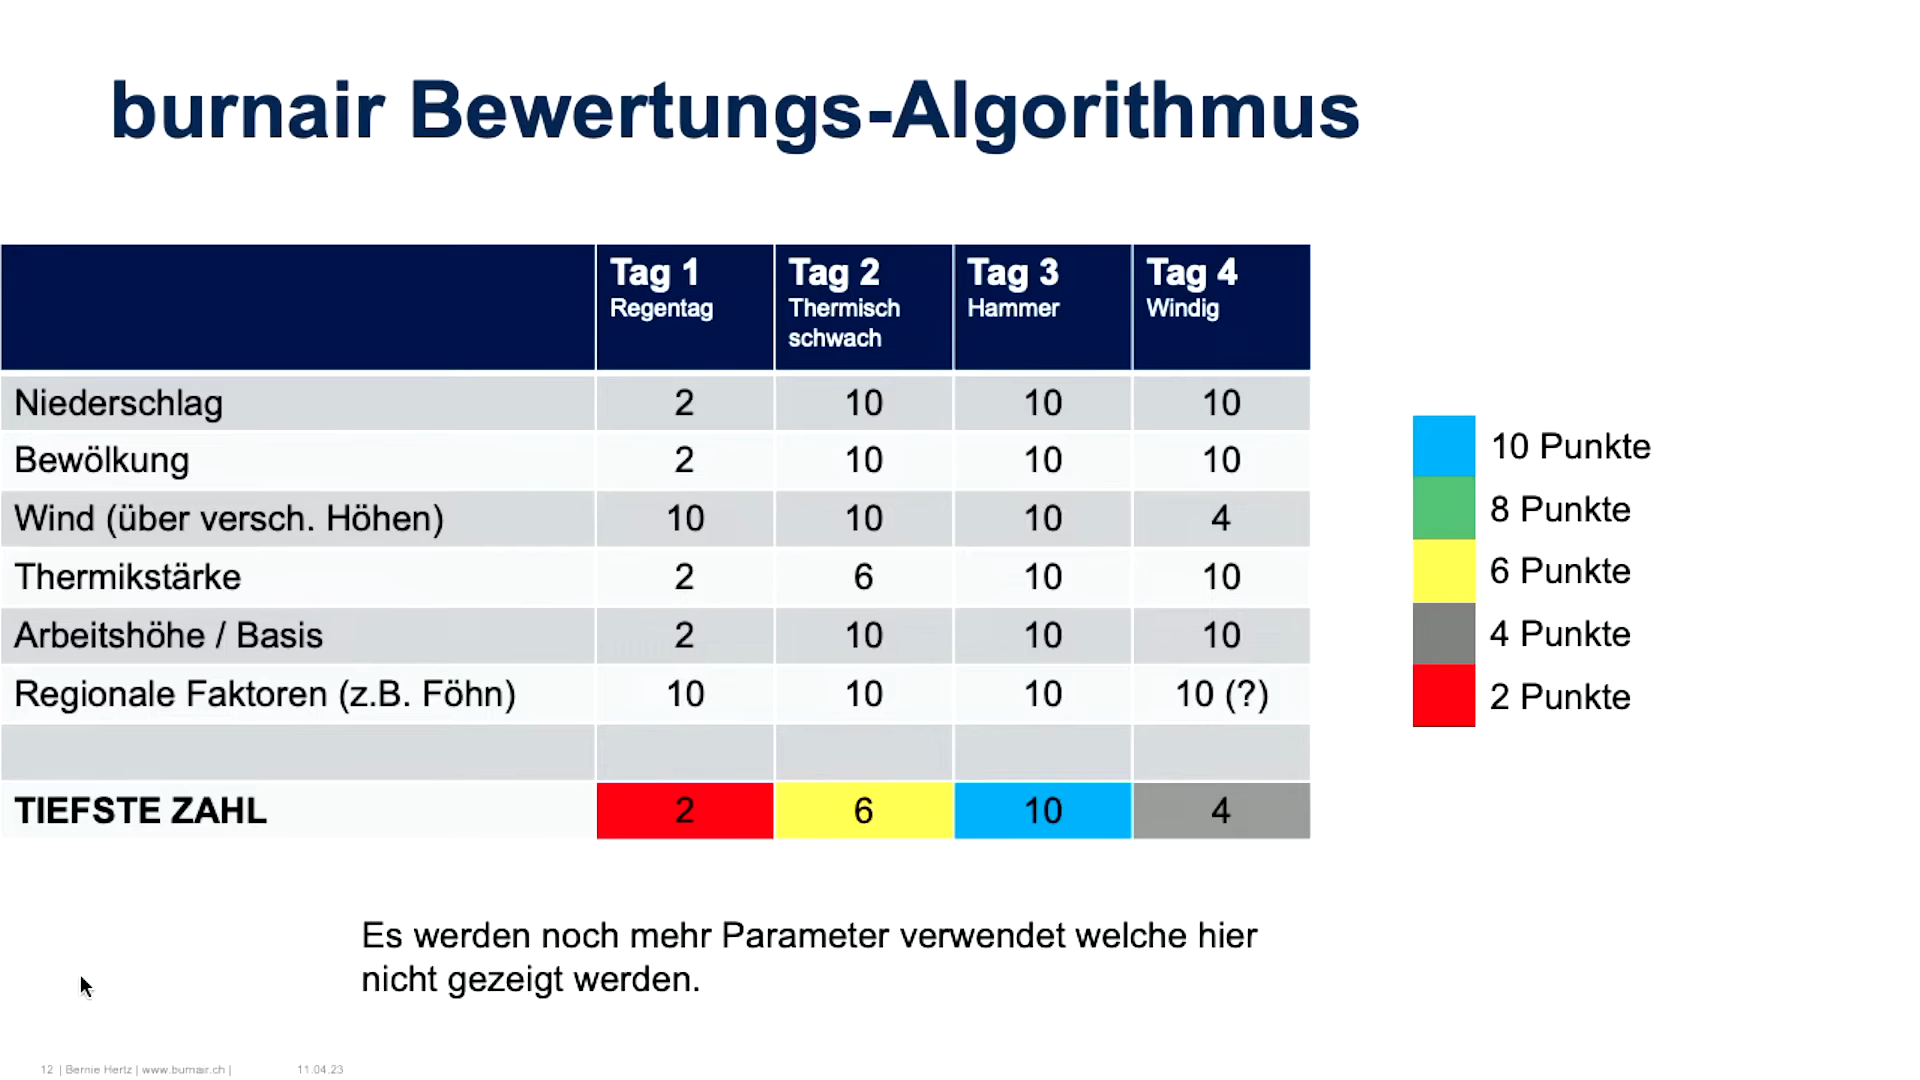 burnair Bewertungs-Algorithmus
Tag 1 Tag 2 Tag 3 Tag 4
Regentag Thermisch schwach Hammer Windig
Niederschlag 2 10 10 10
Bewölkung 2 10 10 10
Wind (über versch. Höhen) 10 10 10 4
Thermikstärke 2 6 10 10
Arbeitshöhe / Basis 2 10 10 10
Regionale Faktoren (z.B. Föhn) 10 10 10 10 (?)
TIEFSTE ZAHL 2 6 10 4
10 Punkte
8 Punkte
6 Punkte
4 Punkte
2 Punkte
Es werden noch mehr Parameter verwendet welche hier
nicht gezeigt werden.
12 | Bernie Hertz | www.burnair.ch | 11.04.23